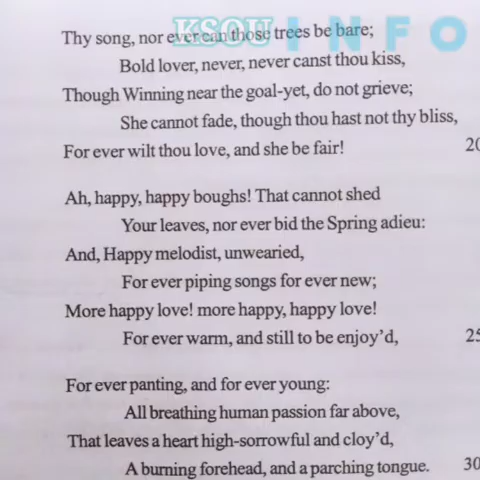 KSOU INFO
Thy song, nor ever can those trees be bare;
Bold lover, never, never canst thou kiss,
Though Winning near the goal-yet, do not grieve;
She cannot fade, though thou hast not thy bliss,
For ever wilt thou love, and she be fair! 20
Ah, happy, happy boughs! That cannot shed
Your leaves, nor ever bid the Spring adieu:
And, Happy melodist, unwearied,
For ever piping songs for ever new;
More happy love! more happy, happy love!
For ever warm, and still to be enjoy'd, 25
For ever panting, and for ever young:
All breathing human passion far above,
That leaves a heart high-sorrowful and cloy'd,
A burning forehead, and a parching tongue. 30